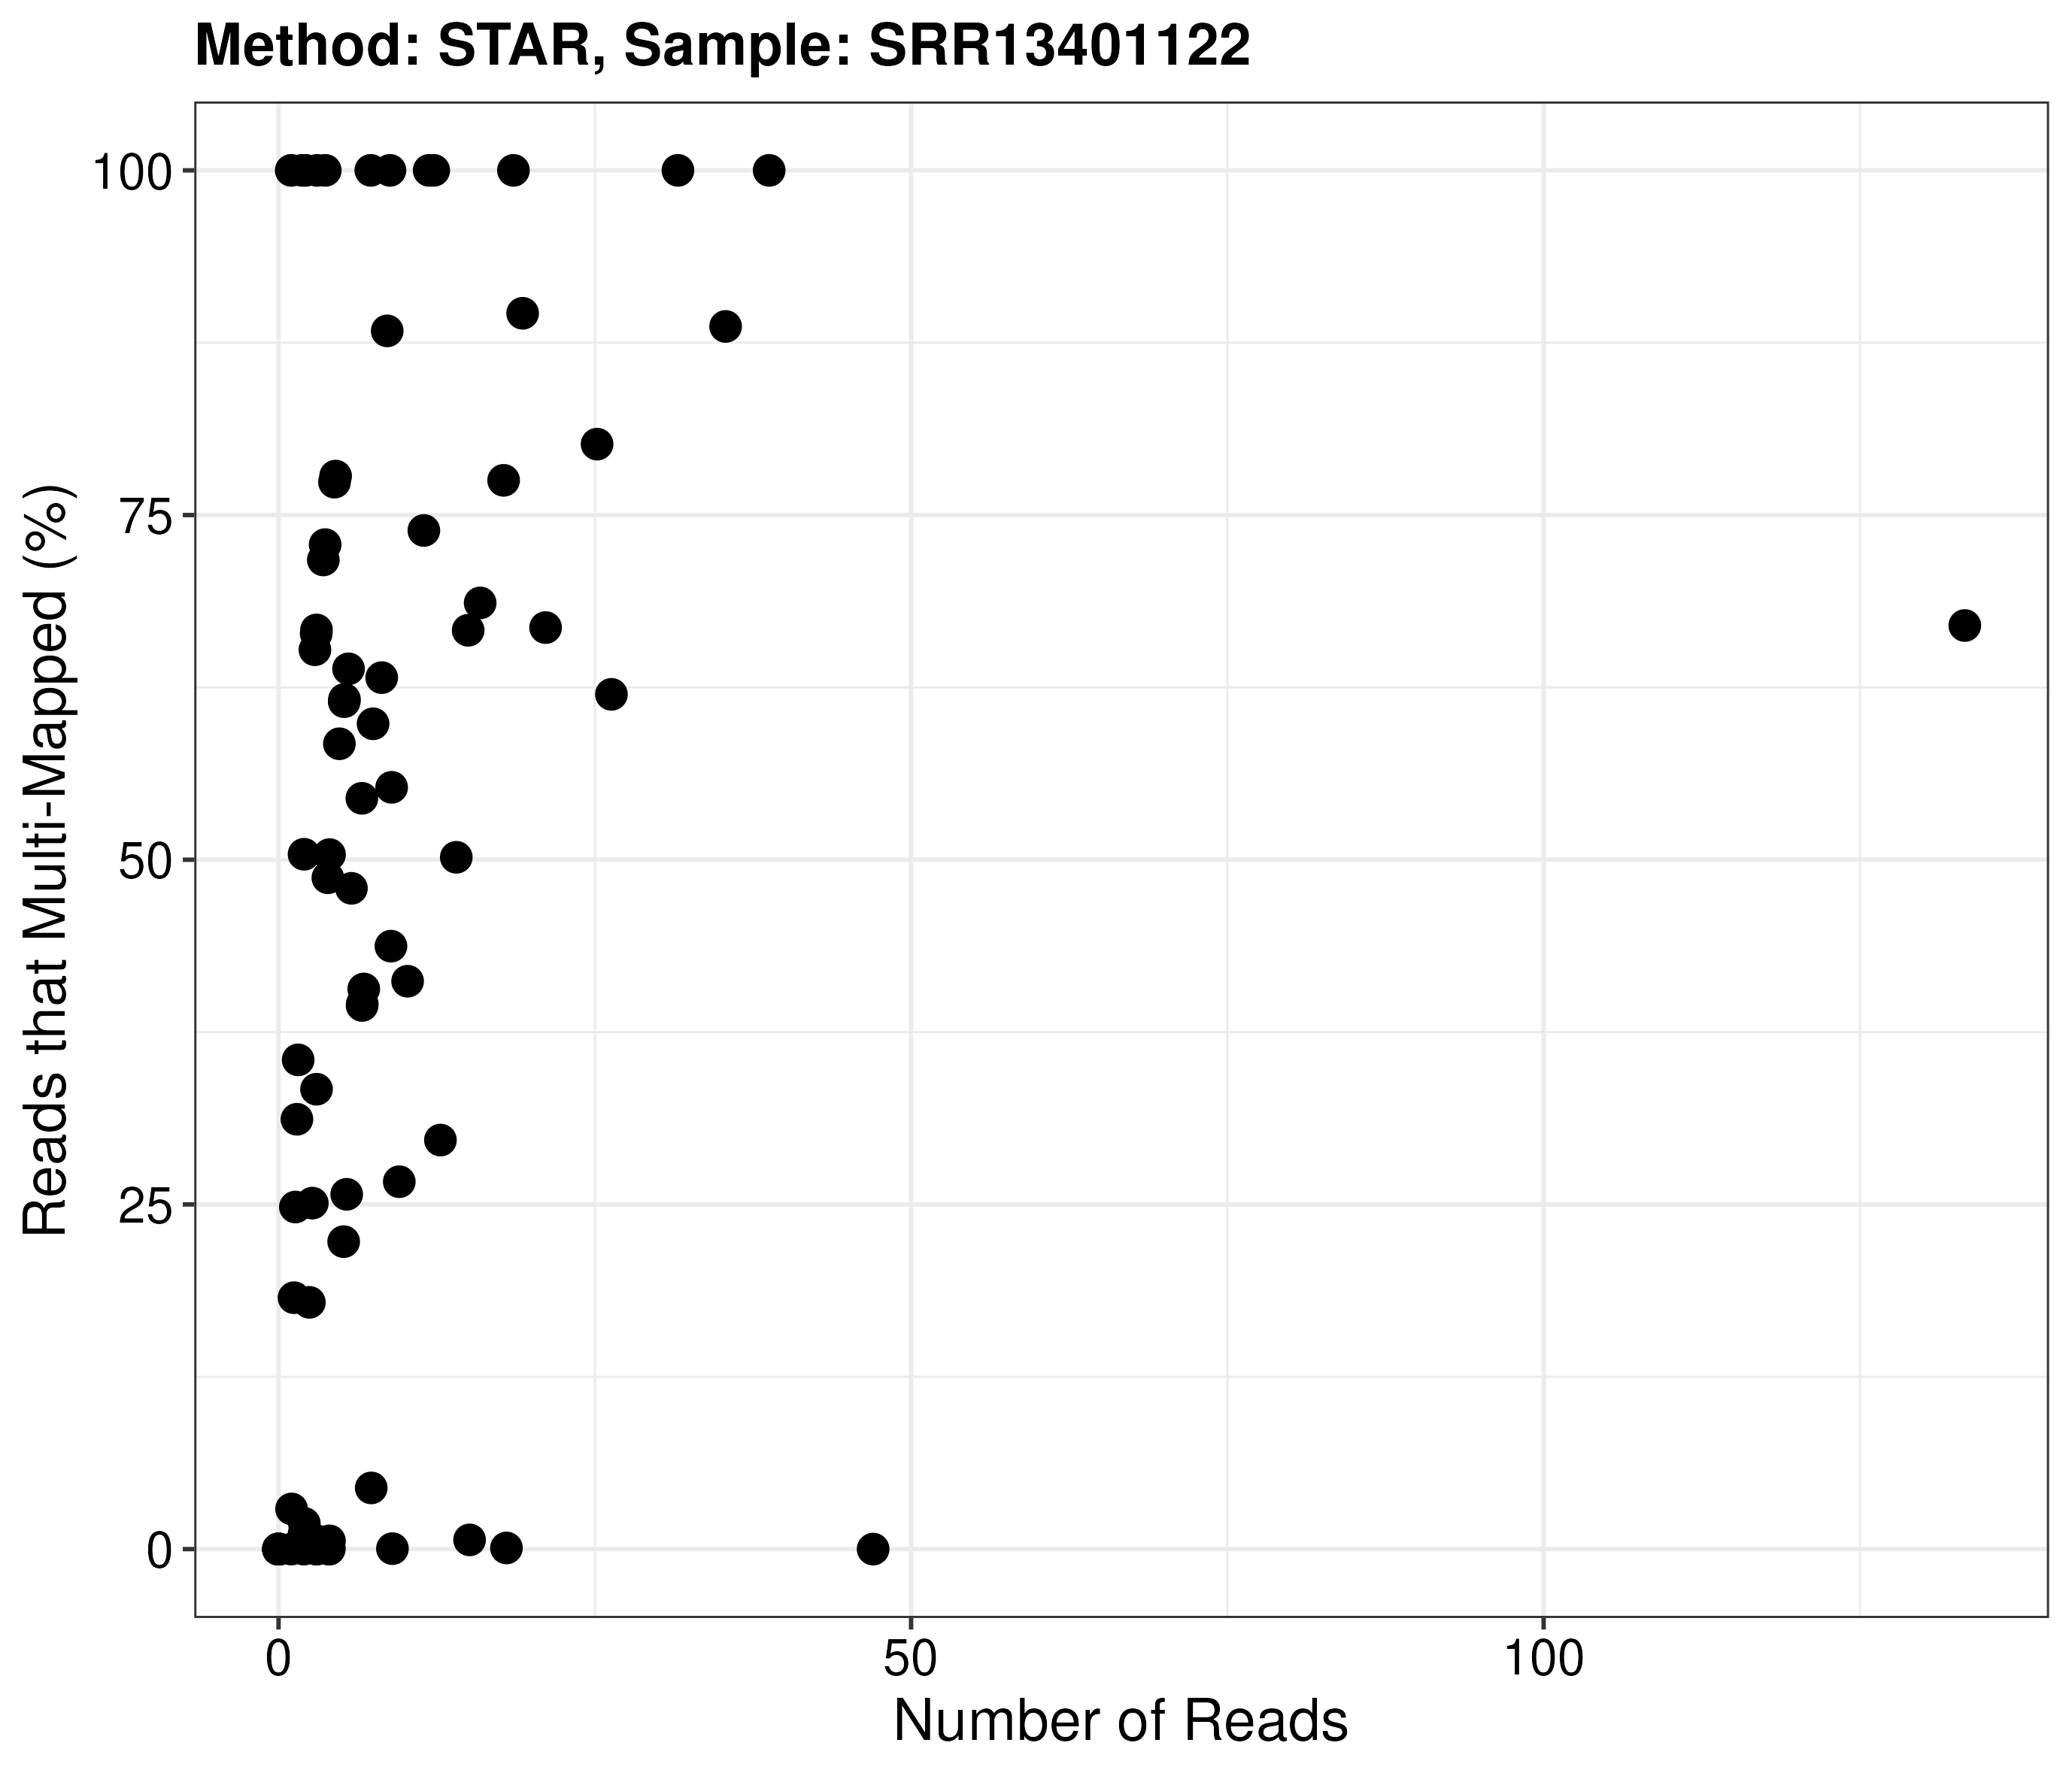 Method: STAR, Sample: SRR13401122
Reads that Multi-Mapped (%)
100
75
50
25
0
0 50 100
Number of Reads